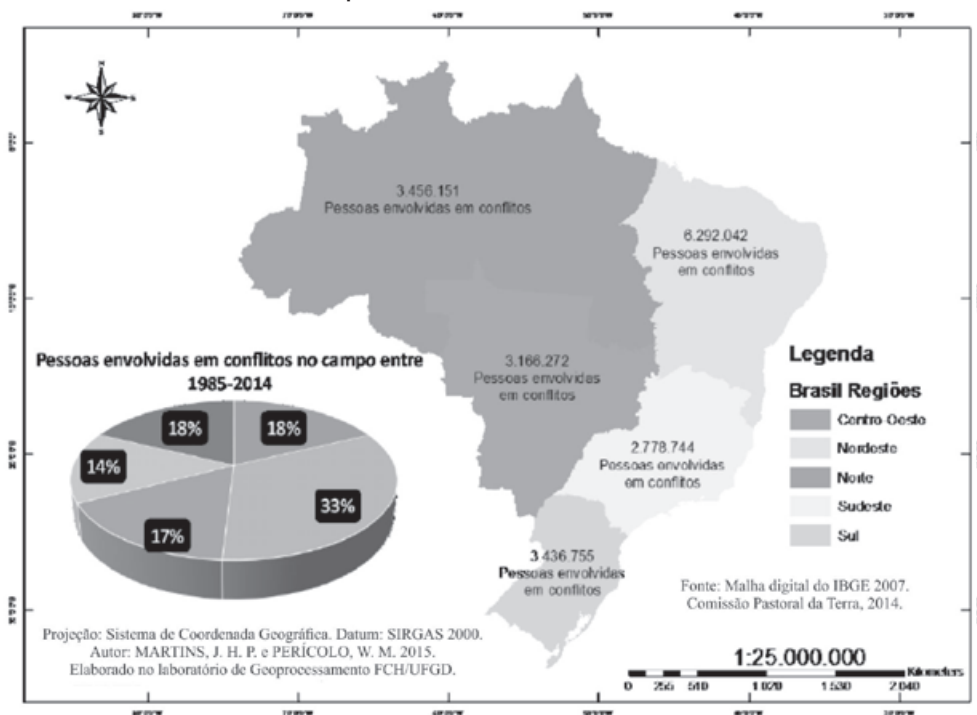 3.456.151
Pessoas envolvidas em conflitos
6.292.042
Pessoas envolvidas
em conflitos
3.166.272
Pessoas envolvidas
em conflitos
2.778.744
Pessoas envolvidas
em conflitos
3.436.755
Pessoas envolvidas
em conflitos
Pessoas envolvidas em conflitos no campo entre
1985-2014
18%
18%
14%
33%
17%
Legenda
Brasil Regiões
Centro-Oeste
Nordeste
Norte
Sudeste
Sul
Fonte: Malha digital do IBGE 2007.
Comissão Pastoral da Terra, 2014.
Projeção: Sistema de Coordenada Geográfica. Datum: SIRGAS 2000.
Autor: MARTINS, J. H. P. e PERÍCOLO, W. M. 2015.
Elaborado no laboratório de Geoprocessamento FCH/UFGD.
1:25.000.000
Kilometers
0 255 510 1.020 1.530 2.040